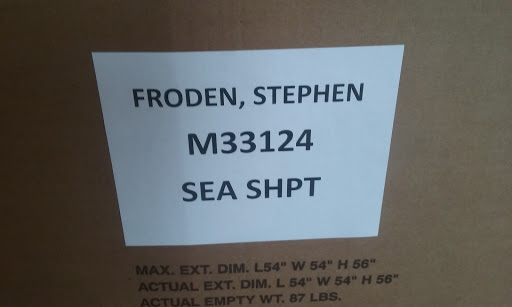 FRODEN, STEPHEN
M33124
SEA SHPT
MAX. EXT. DIM. L54" W 54" H 56"
ACTUAL EXT. DIM. L 54" W 54" H 56"
ACTUAL EMPTY WT. 87 LBS.